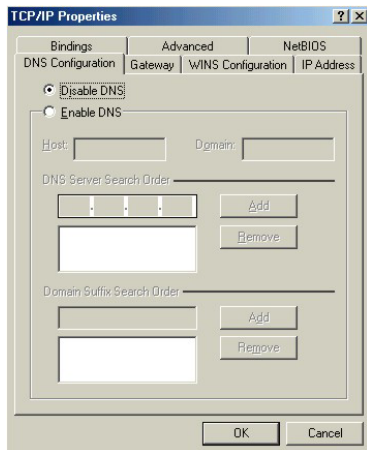 TCP/IP Properties
Bindings Advanced NetBIOS
DNS Configuration Gateway WINS Configuration IP Address
Disable DNS
Enable DNS
Host: Domain:
DNS Server Search Order
Add
Remove
Domain Suffix Search Order
Add
Remove
OK Cancel